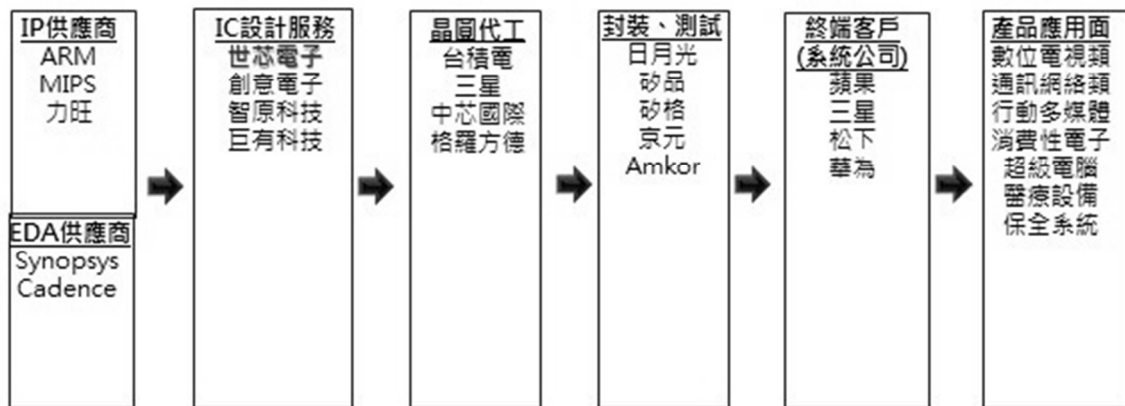 IP供應商
ARM
MIPS
力旺
EDA供應商
Synopsys
Cadence
IC設計服務
世芯電子
創意電子
智原科技
巨有科技
晶圓代工
台積電
三星
中芯國際
格羅方德
封裝、測試
日月光
矽品
矽格
京元
Amkor
終端客戶
(系統公司)
蘋果
三星
松下
華為
產品應用面
數位電視類
通訊網絡類
行動多媒體
消費性電子
超級電腦
醫療設備
保全系統